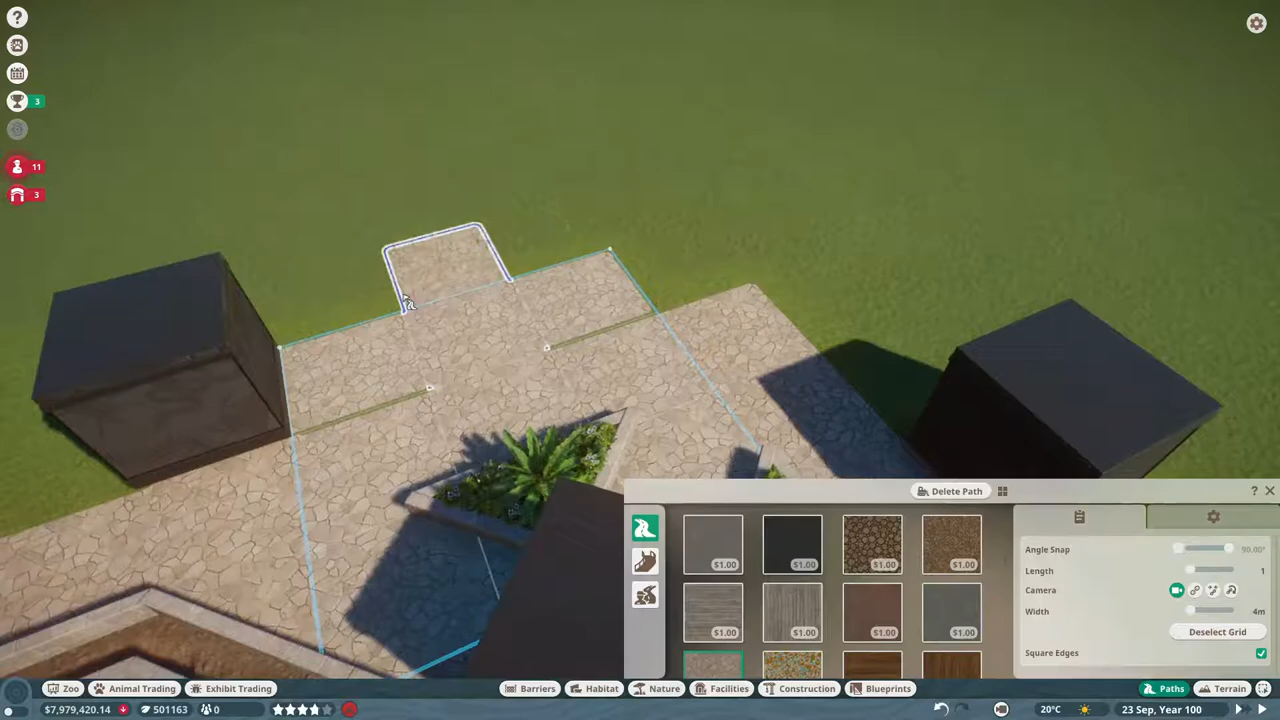 ?
3
11
3
Delete Path
? ×
$1.00 $1.00 $1.00 $1.00
$1.00 $1.00 $1.00 $1.00
Angle Snap 90.00°
Length 1
Camera
Width 4m
Deselect Grid
Square Edges
Zoo Animal Trading Exhibit Trading Barriers Habitat Nature Facilities Construction Blueprints Paths Terrain
$7,979,420.14 501163 0 20°C 23 Sep, Year 100